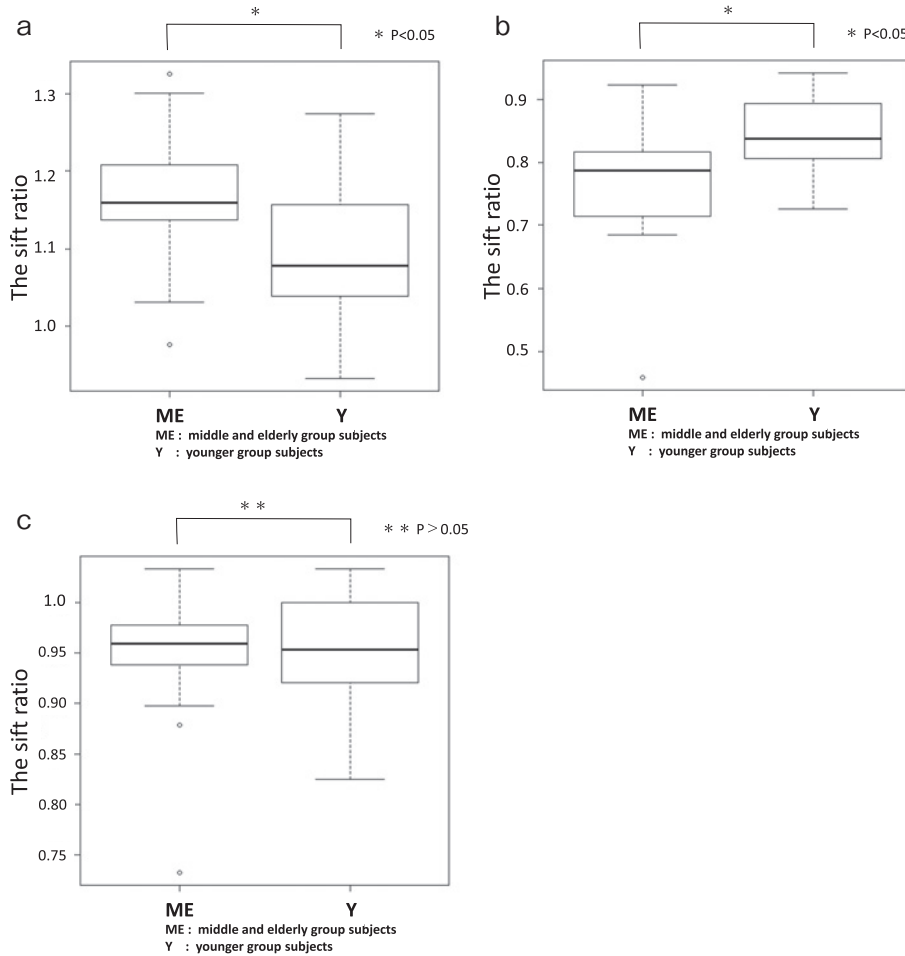 a
*
* P<0.05
The sift ratio
1.3
1.2
1.1
1.0
ME
Y
ME : middle and elderly group subjects
Y : younger group subjects
b
*
* P<0.05
The sift ratio
0.9
0.8
0.7
0.6
0.5
ME
Y
ME : middle and elderly group subjects
Y : younger group subjects
c
* *
* * P > 0.05
The sift ratio
1.0
0.95
0.90
0.85
0.80
0.75
ME
Y
ME : middle and elderly group subjects
Y : younger group subjects